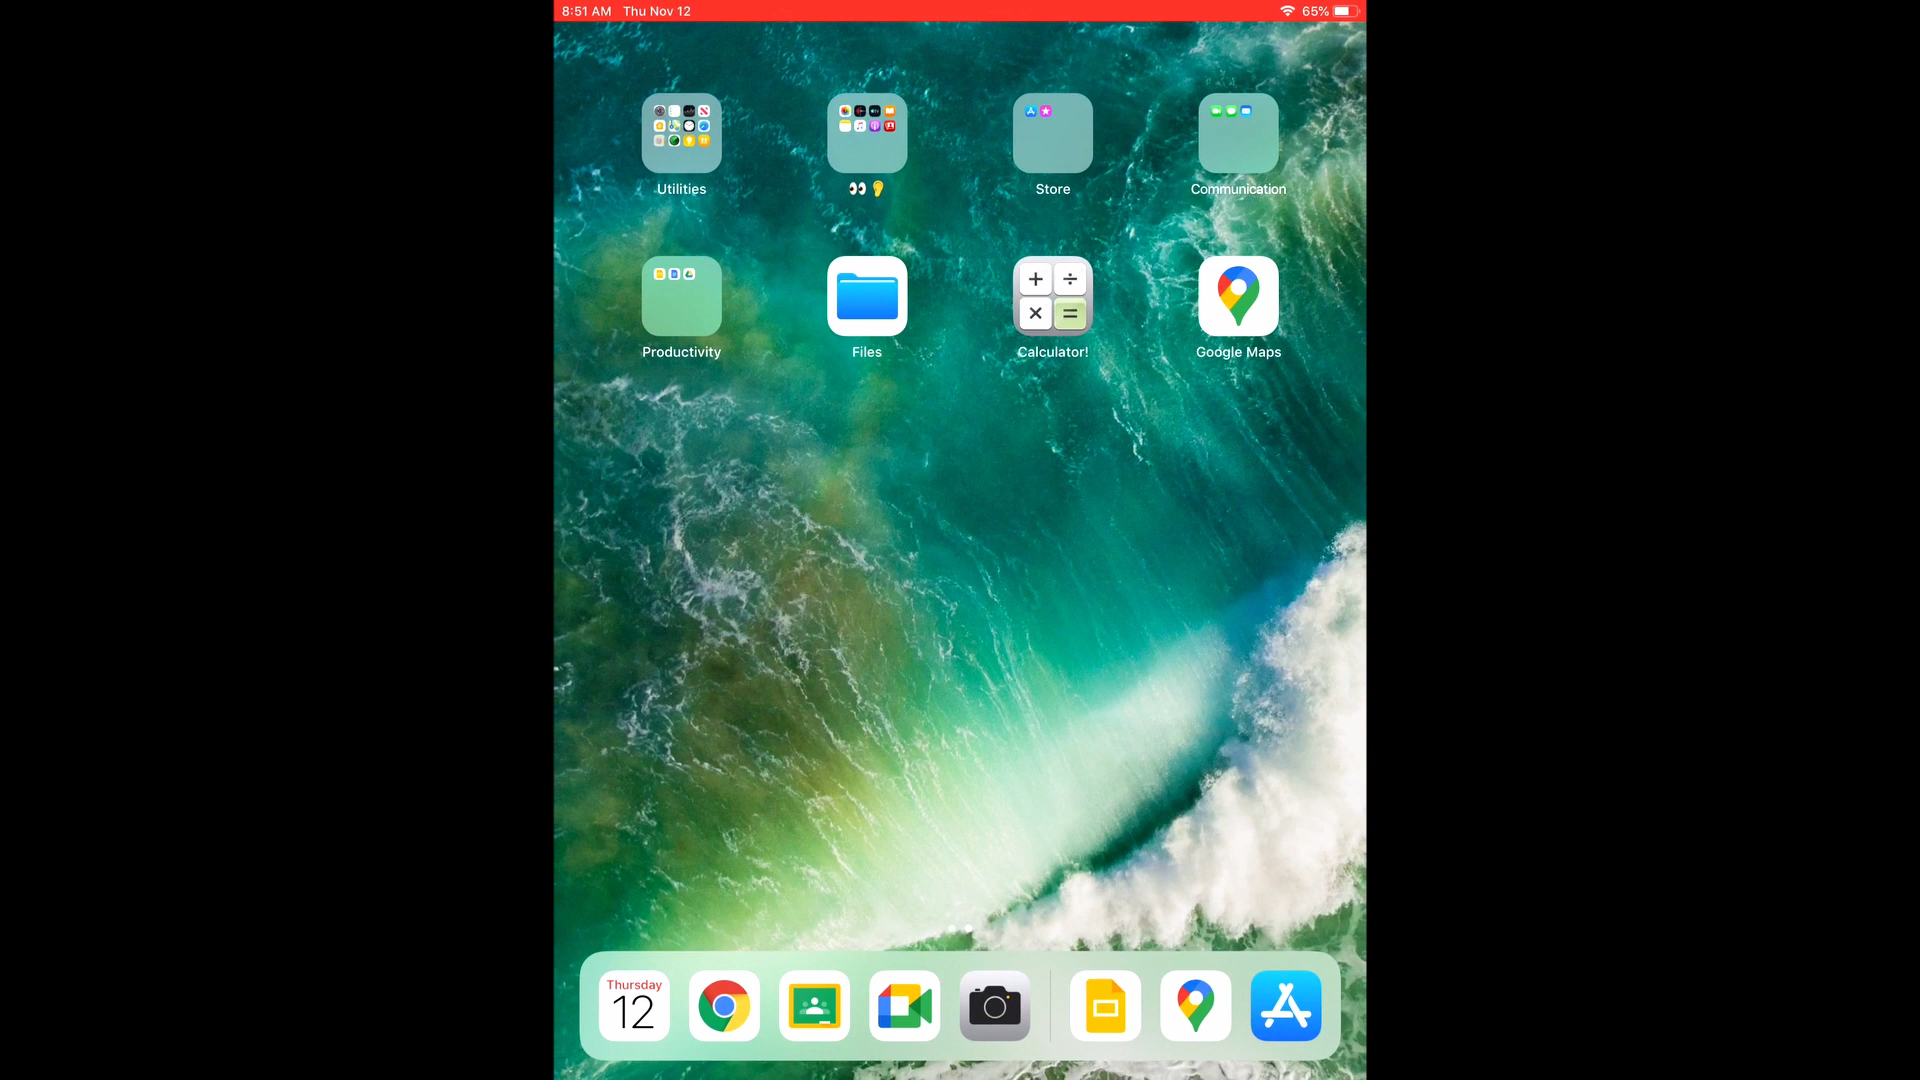 8:51 AM Thu Nov 12
65%
Utilities
👀 👂
Store
Communication
Productivity
Files
+ ÷
× =
Calculator!
Google Maps
Thursday
12